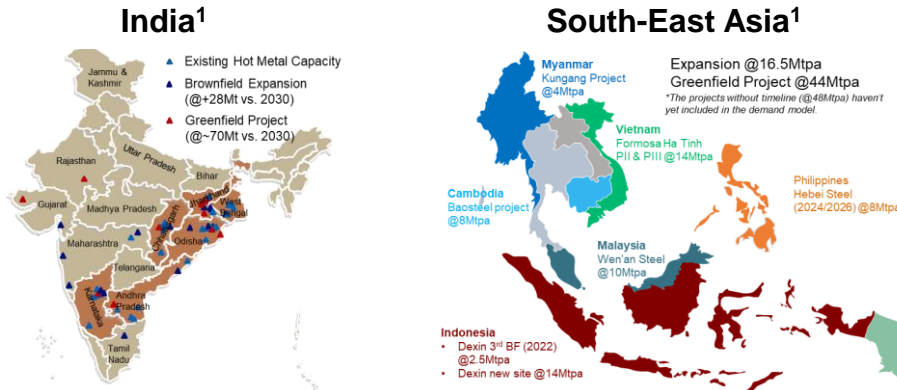 India¹
South-East Asia¹
Existing Hot Metal Capacity
Brownfield Expansion
(@+28Mt vs. 2030)
Greenfield Project
(@~70Mt vs. 2030)
Jammu &
Kashmir
Rajasthan
Uttar Pradesh
Bihar
Gujarat
Madhya Pradesh
Jharkhand
West
Bengal
Chhattisgarh
Odisha
Maharashtra
Telangana
Karnataka
Andhra
Pradesh
Tamil
Nadu
Expansion @16.5Mtpa
Greenfield Project @44Mtpa
*The projects without timeline (@48Mtpa) haven't
yet included in the demand model.
Myanmar
Kungang Project
@4Mtpa
Vietnam
Formosa Ha Tinh
PII & PIII @14Mtpa
Cambodia
Baosteel project
@8Mtpa
Philippines
Hebei Steel
(2024/2026) @8Mtpa
Malaysia
Wen'an Steel
@10Mtpa
Indonesia
• Dexin 3rd BF (2022)
@2.5Mtpa
• Dexin new site @14Mtpa